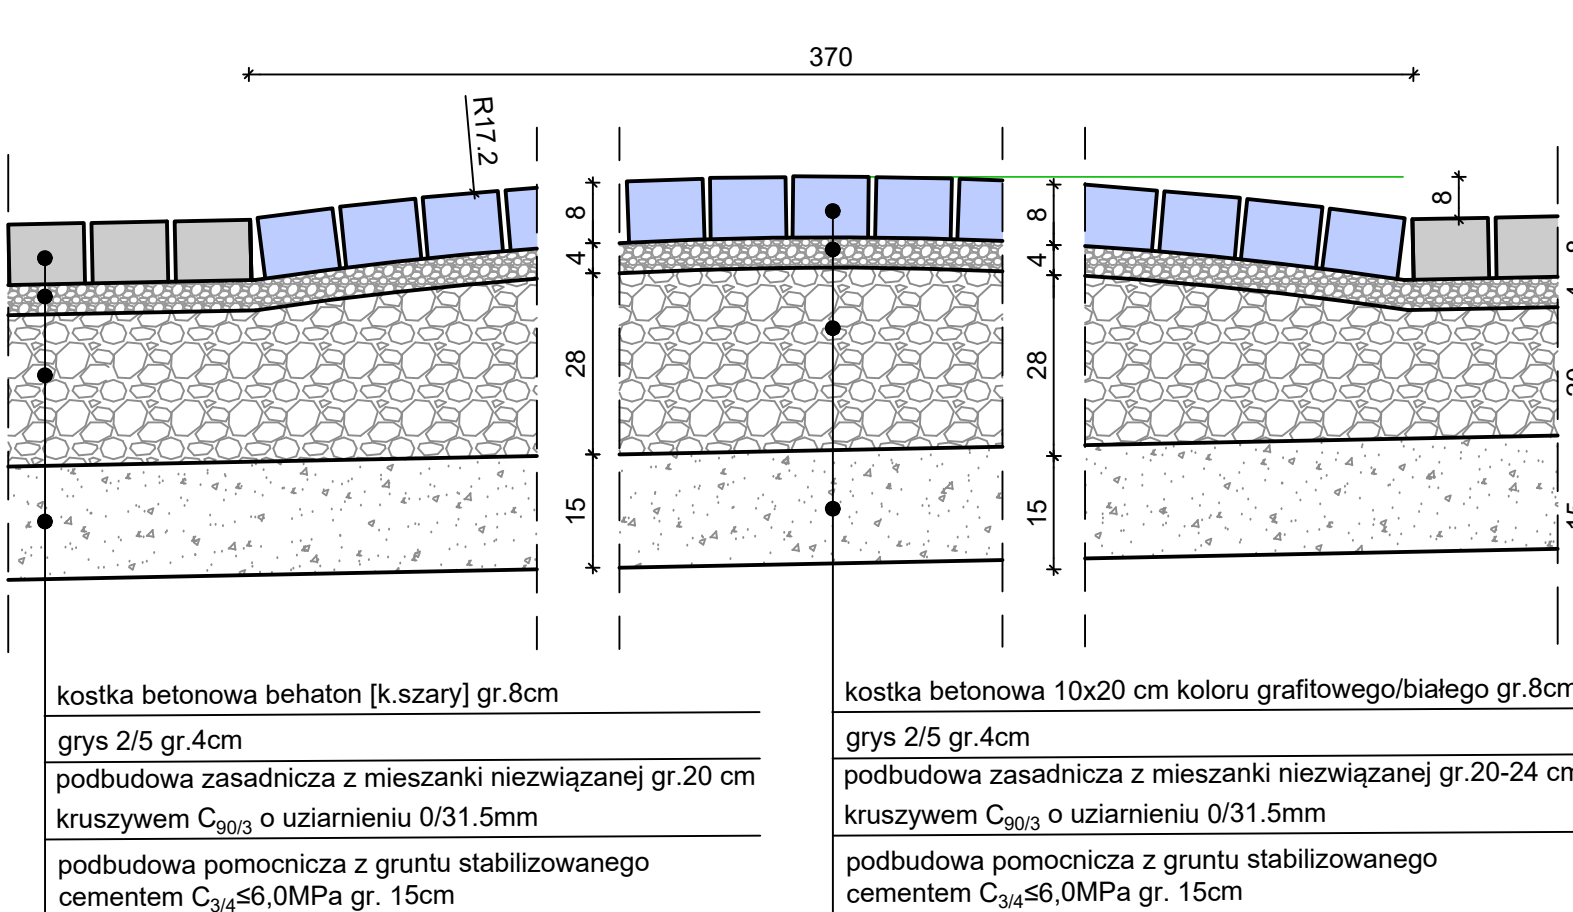 370
R17.2
8
8
4
28
15
8
4
28
15
kostka betonowa behaton [k.szary] gr.8cm
grys 2/5 gr.4cm
podbudowa zasadnicza z mieszanki niezwiązanej gr.20 cm
kruszywem C90/3 o uziarnieniu 0/31.5mm
podbudowa pomocnicza z gruntu stabilizowanego
cementem C3/4≤6,0MPa gr. 15cm
kostka betonowa 10x20 cm koloru grafitowego/białego gr.8cm
grys 2/5 gr.4cm
podbudowa zasadnicza z mieszanki niezwiązanej gr.20-24 cm
kruszywem C90/3 o uziarnieniu 0/31.5mm
podbudowa pomocnicza z gruntu stabilizowanego
cementem C3/4≤6,0MPa gr. 15cm